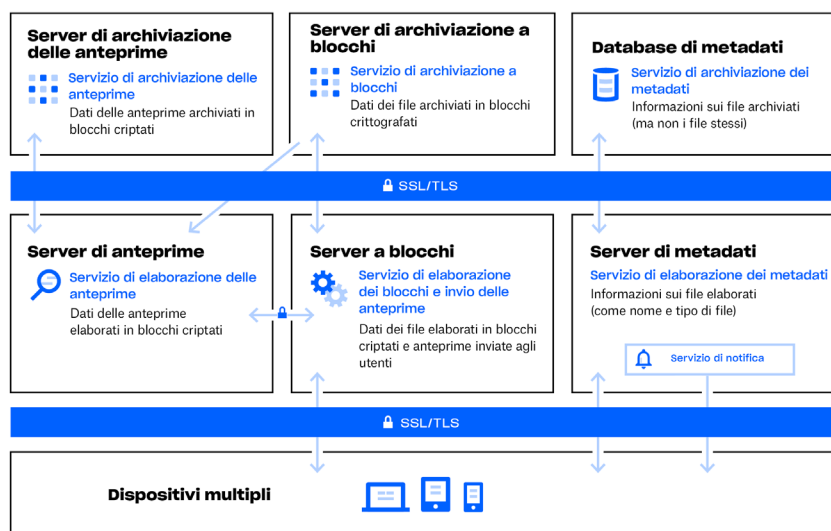 Server di archiviazione
delle anteprime
Servizio di archiviazione delle
anteprime
Dati delle anteprime archiviati in
blocchi criptati
Server di archiviazione a
blocchi
Servizio di archiviazione a
blocchi
Dati dei file archiviati in blocchi
crittografati
Database di metadati
Servizio di archiviazione dei
metadati
Informazioni sui file archiviati
(ma non i file stessi)
SSL/TLS
Server di anteprime
Servizio di elaborazione delle
anteprime
Dati delle anteprime
elaborati in blocchi criptati
Server a blocchi
Servizio di elaborazione
dei blocchi e invio delle
anteprime
Dati dei file elaborati in blocchi
criptati e anteprime inviate agli
utenti
Server di metadati
Servizio di elaborazione dei metadati
Informazioni sui file elaborati
(come nome e tipo di file)
Servizio di notifica
SSL/TLS
Dispositivi multipli